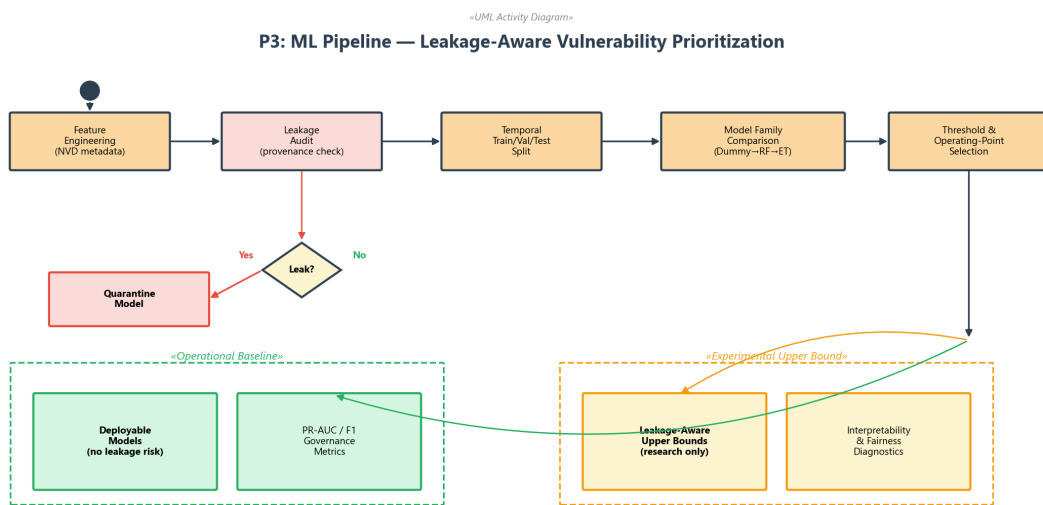 «UML Activity Diagram»
P3: ML Pipeline — Leakage-Aware Vulnerability Prioritization
Feature
Engineering
(NVD metadata)
Leakage
Audit
(provenance check)
Temporal
Train/Val/Test
Split
Model Family
Comparison
(Dummy→RF→ET)
Threshold &
Operating-Point
Selection
Yes
Leak?
No
Quarantine
Model
«Operational Baseline»
Deployable
Models
(no leakage risk)
PR-AUC / F1
Governance
Metrics
«Experimental Upper Bound»
Leakage-Aware
Upper Bounds
(research only)
Interpretability
& Fairness
Diagnostics